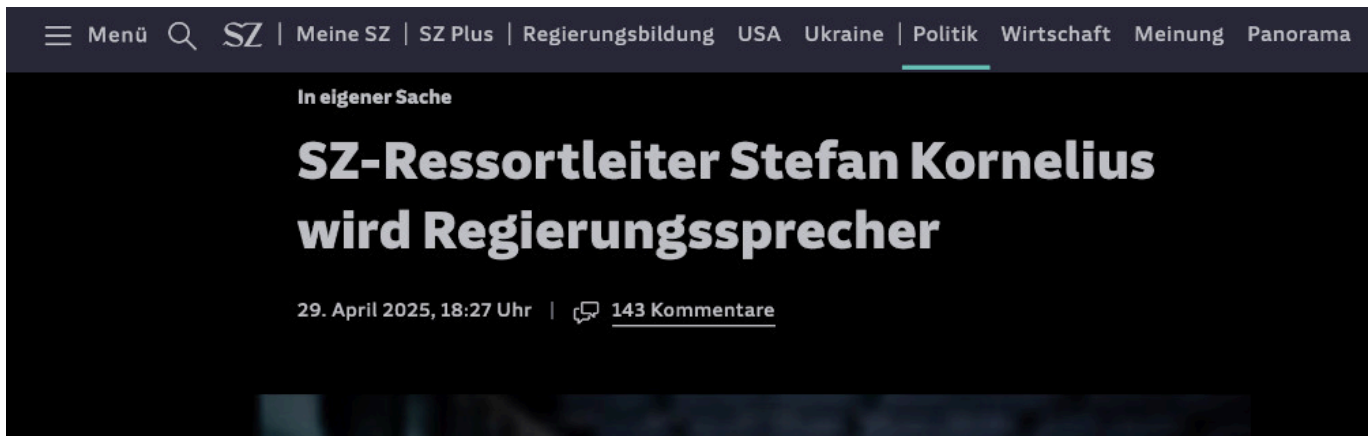 Menü SZ | Meine SZ | SZ Plus | Regierungsbildung USA Ukraine | Politik Wirtschaft Meinung Panorama
In eigener Sache
SZ-Ressortleiter Stefan Kornelius
wird Regierungssprecher
29. April 2025, 18:27 Uhr | 143 Kommentare